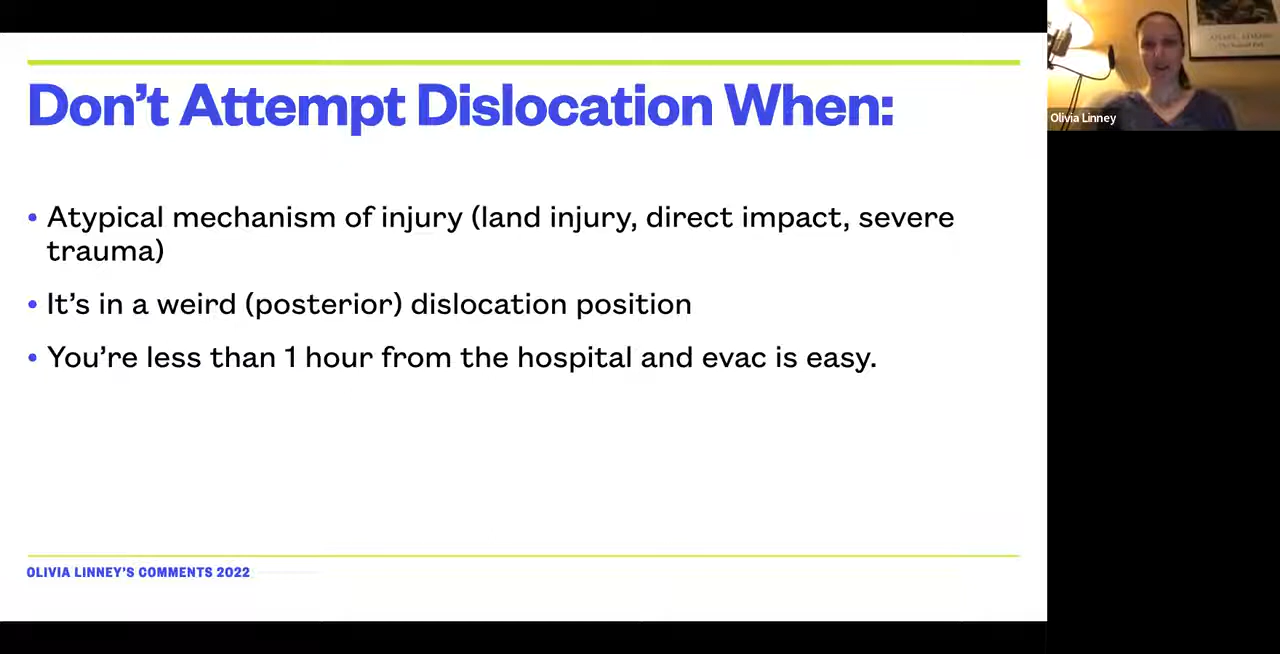 Don't Attempt Dislocation When:
• Atypical mechanism of injury (land injury, direct impact, severe
trauma)
• It's in a weird (posterior) dislocation position
• You're less than 1 hour from the hospital and evac is easy.
OLIVIA LINNEY'S COMMENTS 2022
Olivia Linney